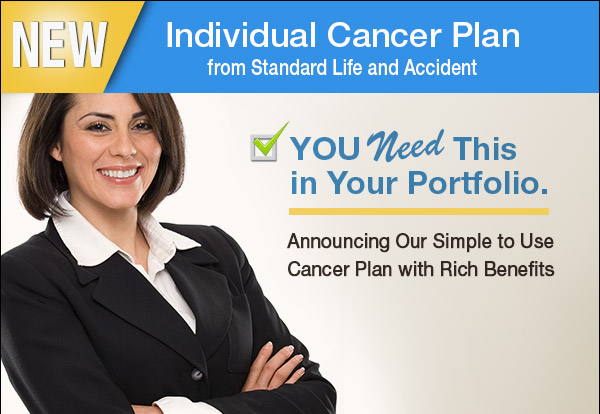 NEW
Individual Cancer Plan
from Standard Life and Accident
YOU Need This
in Your Portfolio.
Announcing Our Simple to Use
Cancer Plan with Rich Benefits